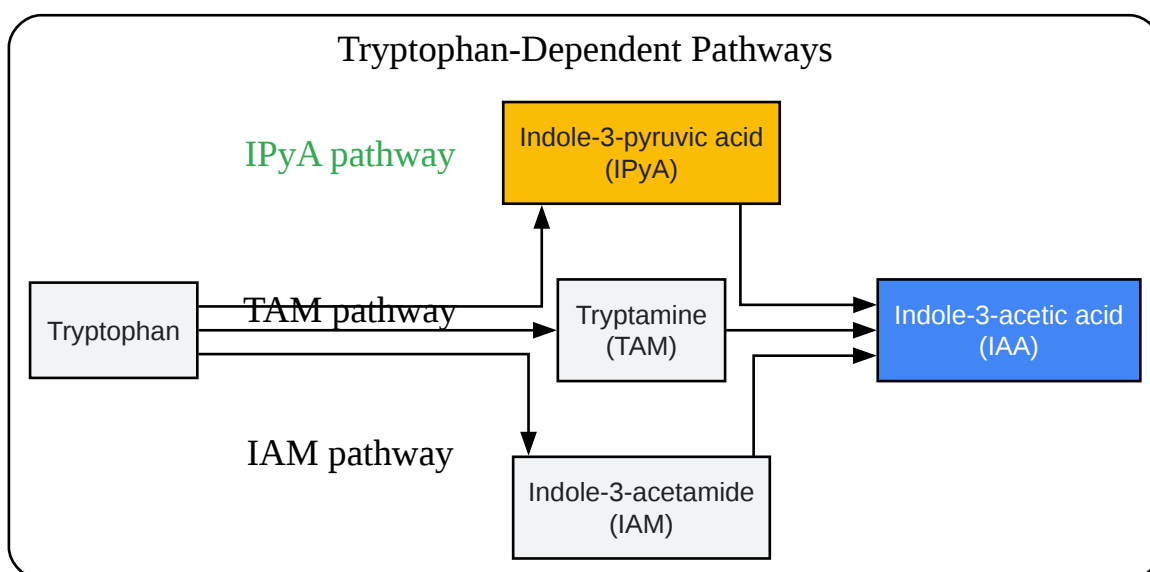 Tryptophan-Dependent Pathways
IPyA pathway
Indole-3-pyruvic acid
(IPyA)
Tryptophan
TAM pathway
Tryptamine
(TAM)
Indole-3-acetic acid
(IAA)
IAM pathway
Indole-3-acetamide
(IAM)